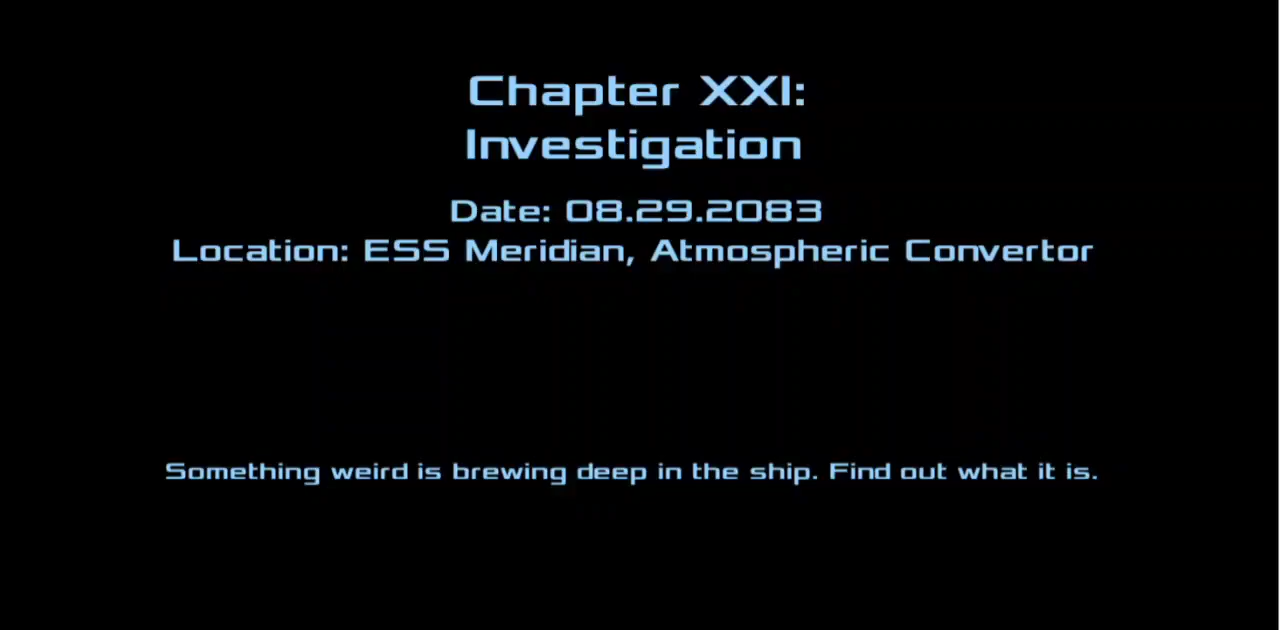 Chapter XXI:
Investigation
Date: 08.29.2083
Location: ESS Meridian, Atmospheric Convertor
Something weird is brewing deep in the ship. Find out what it is.